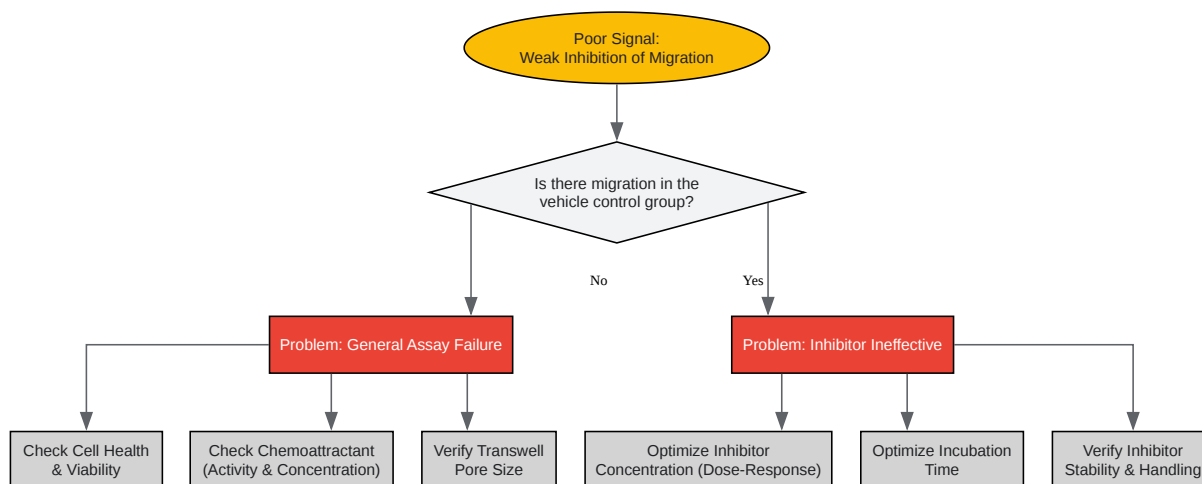 Poor Signal:
Weak Inhibition of Migration
Is there migration in the
vehicle control group?
No
Yes
Problem: General Assay Failure
Problem: Inhibitor Ineffective
Check Cell Health
& Viability
Check Chemoattractant
(Activity & Concentration)
Verify Transwell
Pore Size
Optimize Inhibitor
Concentration (Dose-Response)
Optimize Incubation
Time
Verify Inhibitor
Stability & Handling